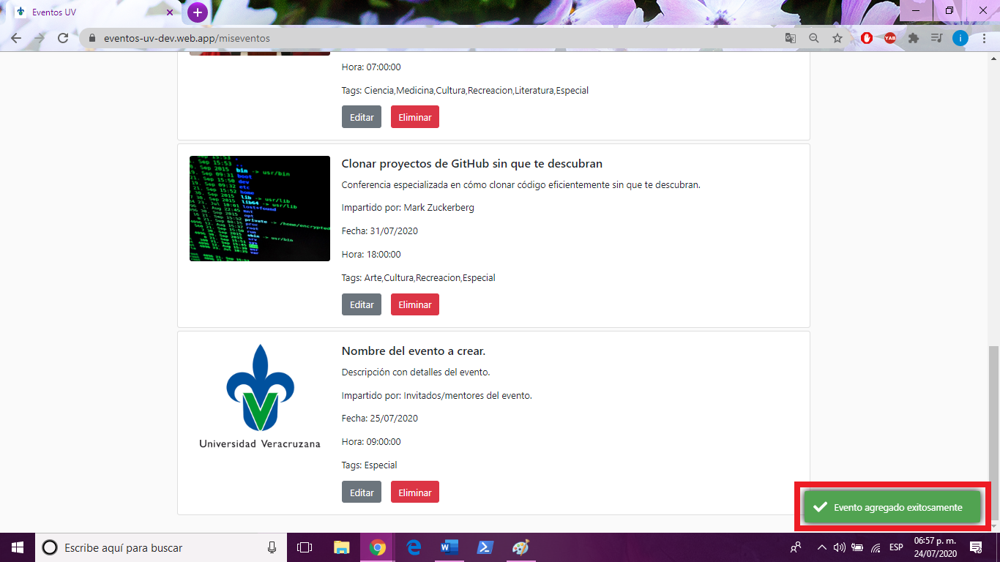 Eventos UV
eventos-uv-dev.web.app/miseventos
YAB
i
Hora: 07:00:00
Tags: Ciencia,Medicina,Cultura,Recreacion,Literatura,Especial
Editar Eliminar
Clonar proyectos de GitHub sin que te descubran
Conferencia especializada en cómo clonar código eficientemente sin que te descubran.
Impartido por: Mark Zuckerberg
Fecha: 31/07/2020
Hora: 18:00:00
Tags: Arte,Cultura,Recreacion,Especial
Editar Eliminar
Universidad Veracruzana
Nombre del evento a crear.
Descripción con detalles del evento.
Impartido por: Invitados/mentores del evento.
Fecha: 25/07/2020
Hora: 09:00:00
Tags: Especial
Editar Eliminar
Evento agregado exitosamente
Escribe aquí para buscar
ESP
06:57 p. m.
24/07/2020